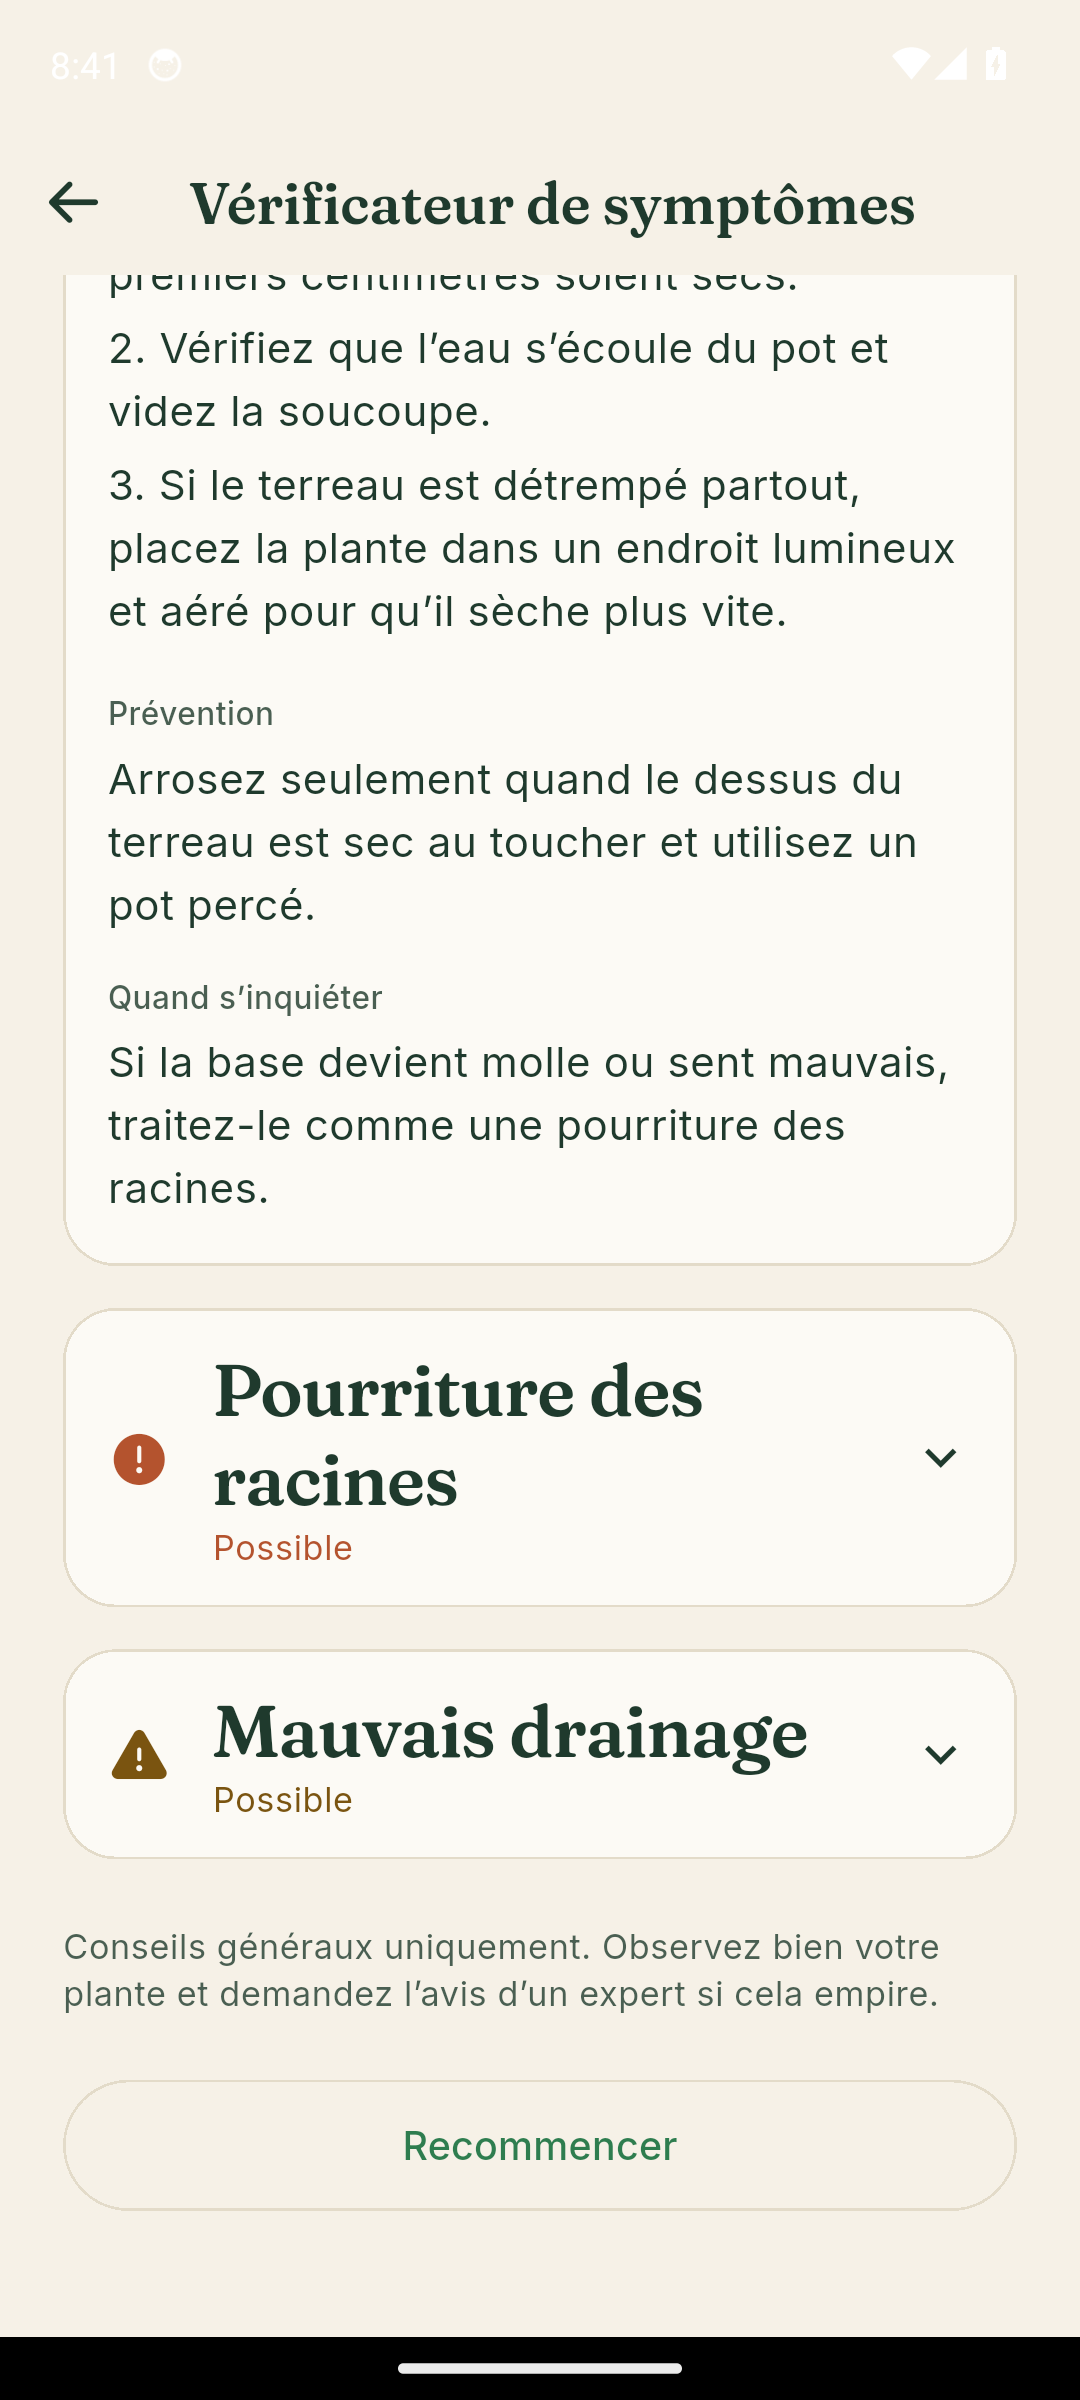 8:41
Vérificateur de symptômes
premiers centimètres soient secs.
2. Vérifiez que l’eau s’écoule du pot et
videz la soucoupe.
3. Si le terreau est détrempé partout,
placez la plante dans un endroit lumineux
et aéré pour qu’il sèche plus vite.
Prévention
Arrosez seulement quand le dessus du
terreau est sec au toucher et utilisez un
pot percé.
Quand s’inquiéter
Si la base devient molle ou sent mauvais,
traitez-le comme une pourriture des
racines.
Pourriture des
racines
Possible
Mauvais drainage
Possible
Conseils généraux uniquement. Observez bien votre
plante et demandez l’avis d’un expert si cela empire.
Recommencer